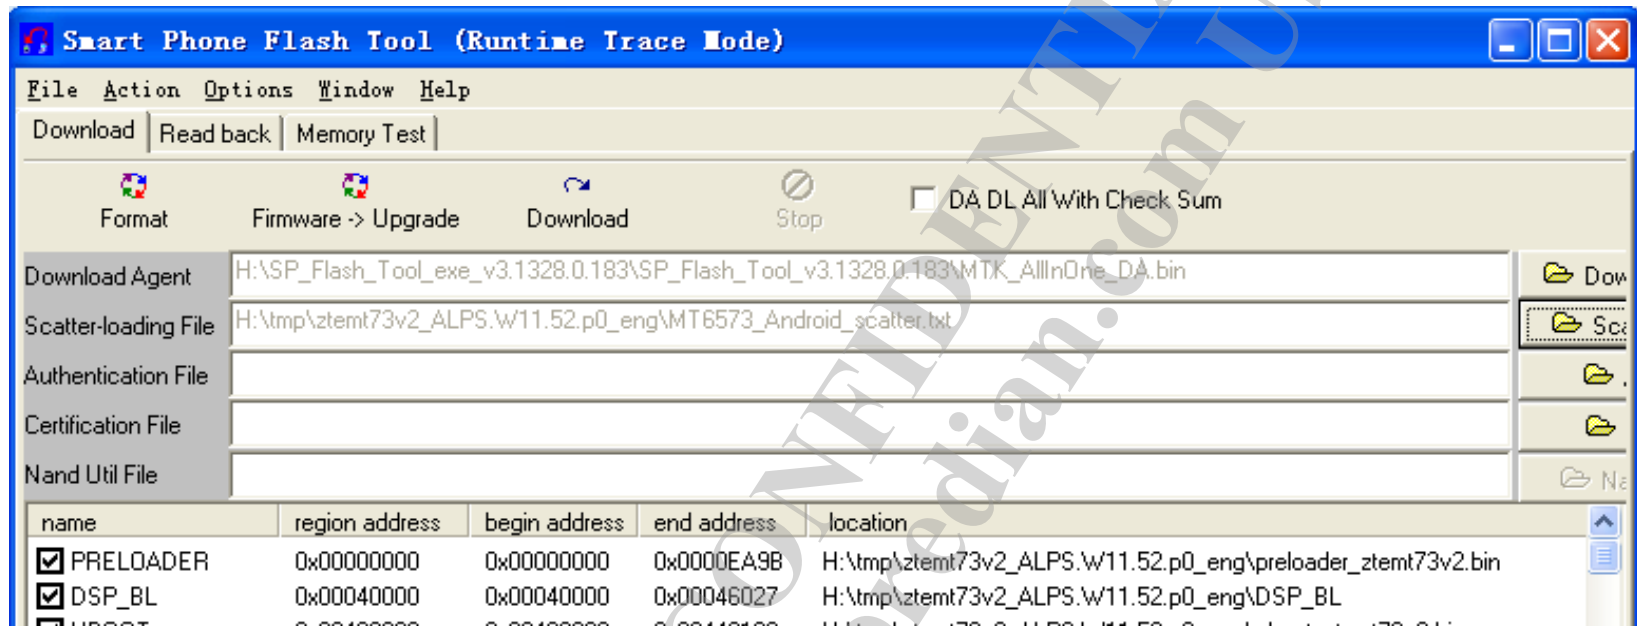 Smart Phone Flash Tool (Runtime Trace Mode)
File Action Options Window Help
Download Read back Memory Test
Format Firmware -> Upgrade Download Stop DA DL All With Check Sum
Download Agent H:\SP_Flash_Tool_exe_v3.1328.0.183\SP_Flash_Tool_v3.1328.0.183\MTK_AllInOne_DA.bin Dow
Scatter-loading File H:\tmp\ztemt73v2_ALPS.W11.52.p0_eng\MT6573_Android_scatter.txt Sca
Authentication File
Certification File
Nand Util File Na
name region address begin address end address location
PRELOADER 0x00000000 0x00000000 0x0000EA9B H:\tmp\ztemt73v2_ALPS.W11.52.p0_eng\preloader_ztemt73v2.bin
DSP_BL 0x00040000 0x00040000 0x00046027 H:\tmp\ztemt73v2_ALPS.W11.52.p0_eng\DSP_BL